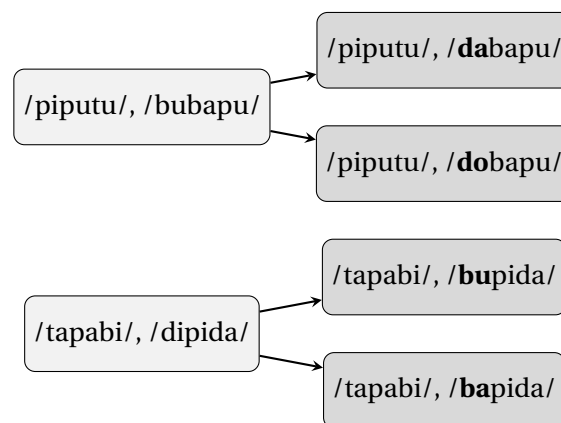 /piputu/, /dabapu/
/piputu/, /bubapu/
/piputu/, /dobapu/
/tapabi/, /bupida/
/tapabi/, /dipida/
/tapabi/, /bapida/